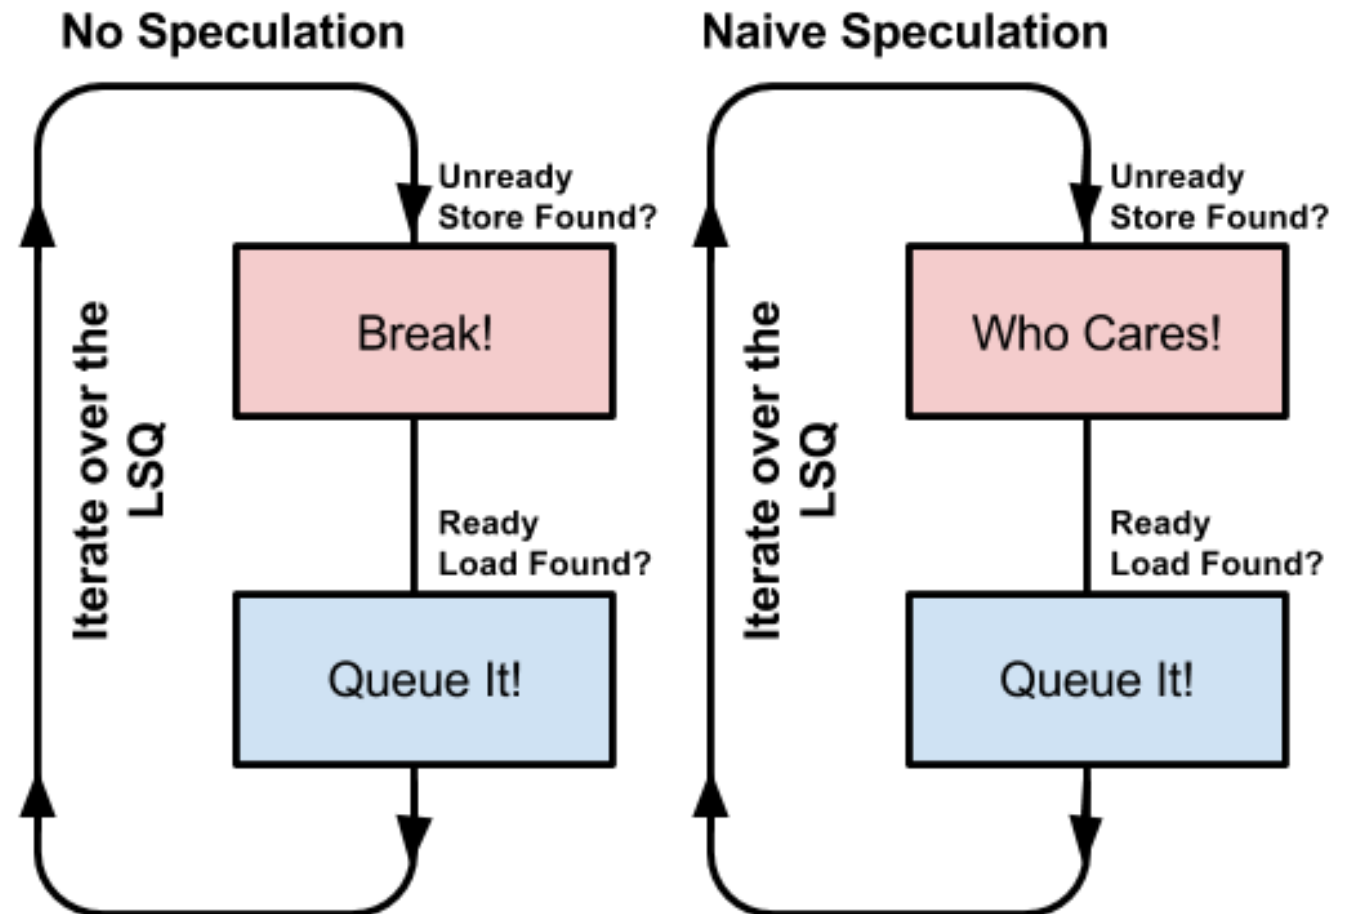 No Speculation
Unready
Store Found?
Break!
Iterate over the
LSQ
Ready
Load Found?
Queue It!
Naive Speculation
Unready
Store Found?
Who Cares!
Iterate over the
LSQ
Ready
Load Found?
Queue It!